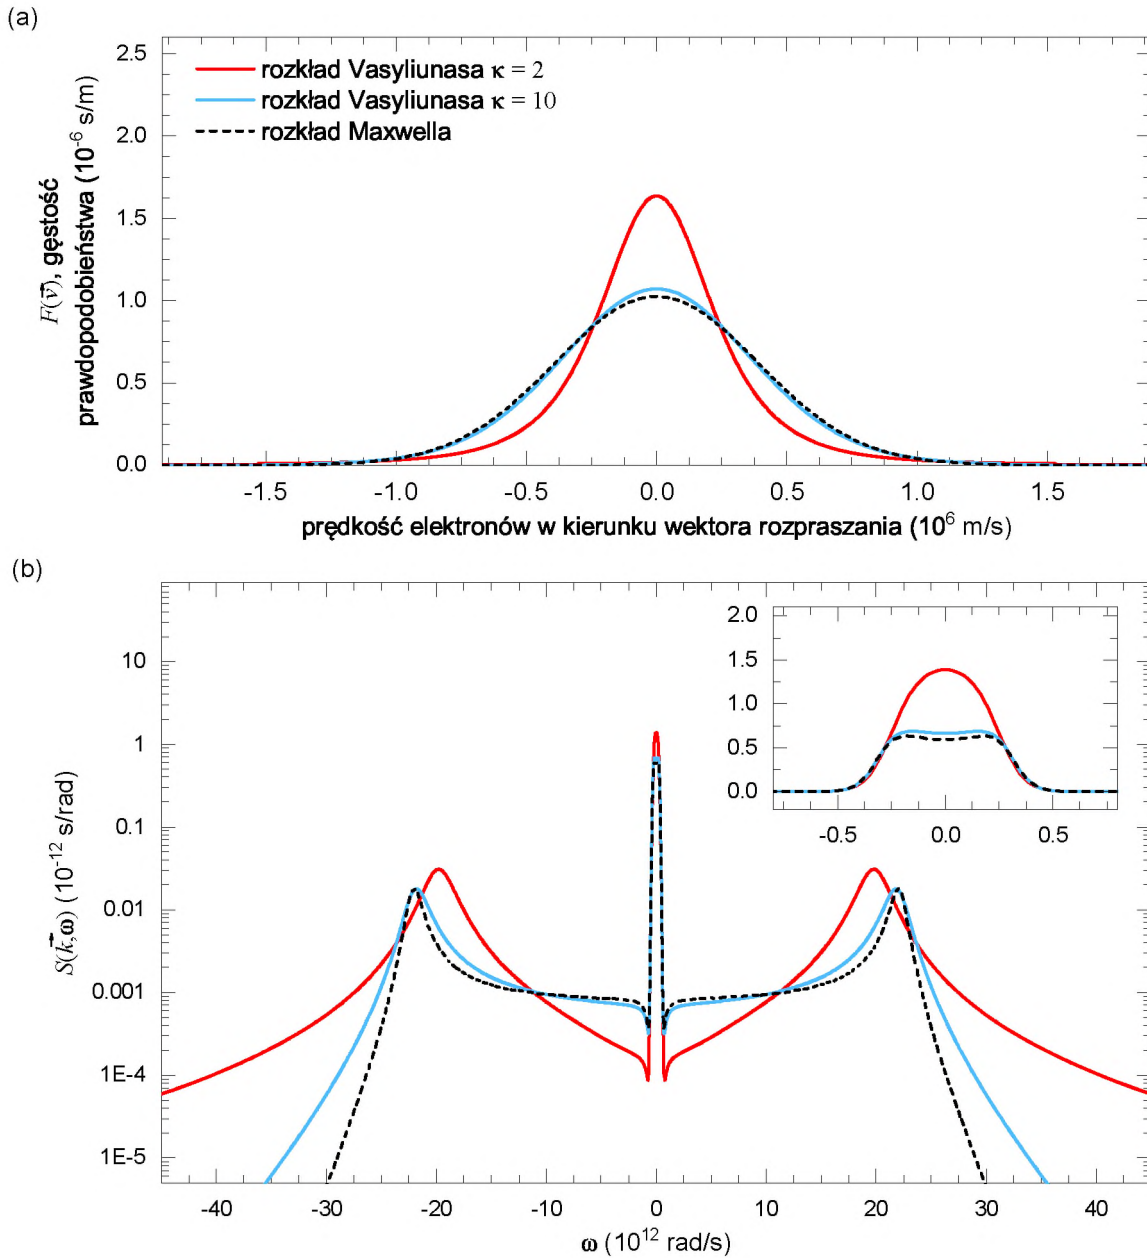 (a)
2.5
2.0
1.5
1.0
0.5
0.0
F(v⃗), gęstość
prawdopodobieństwa (10⁻⁶ s/m)
rozkład Vasyliunasa κ = 2
rozkład Vasyliunasa κ = 10
rozkład Maxwella
-1.5 -1.0 -0.5 0.0 0.5 1.0 1.5
prędkość elektronów w kierunku wektora rozpraszania (10⁶ m/s)
(b)
10
1
0.1
0.01
0.001
1E-4
1E-5
S(k⃗,ω) (10⁻¹² s/rad)
2.0
1.5
1.0
0.5
0.0
-0.5 0.0 0.5
-40 -30 -20 -10 0 10 20 30 40
ω (10¹² rad/s)